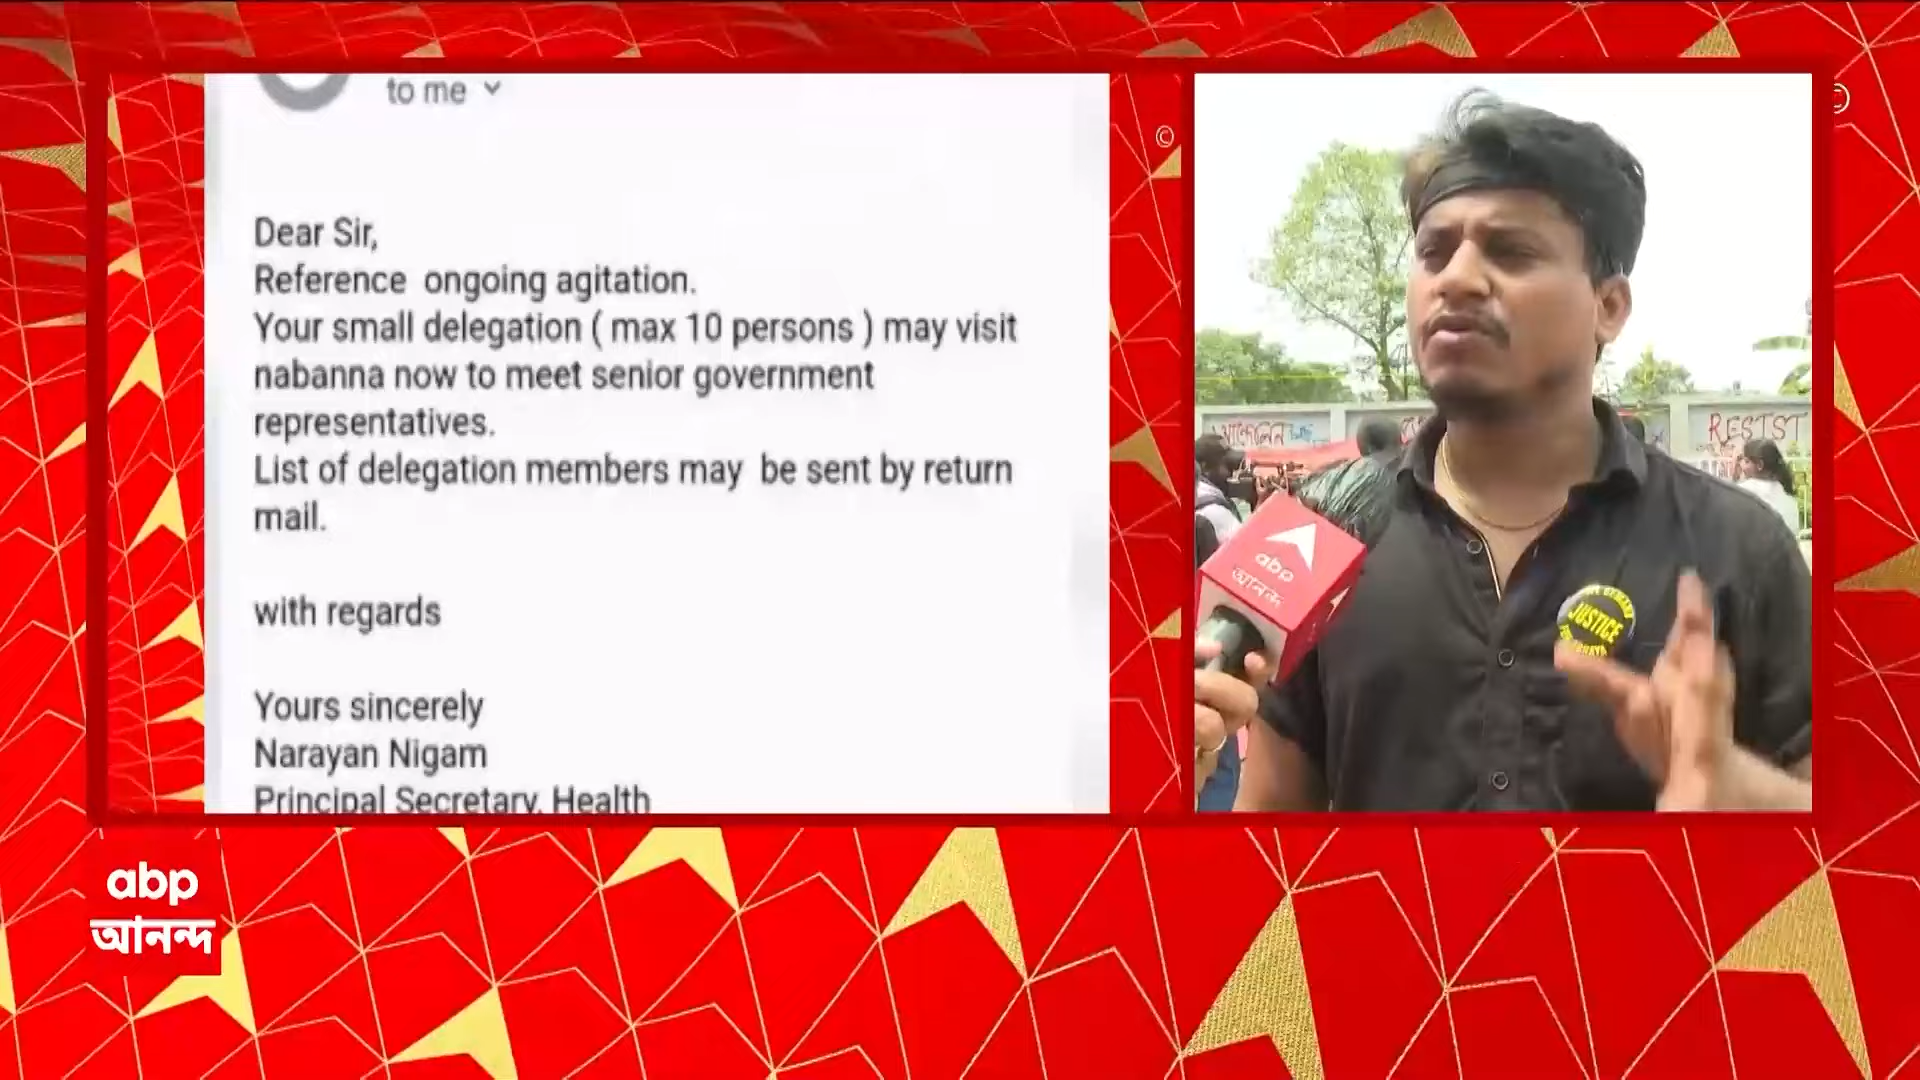 to me
Dear Sir,
Reference ongoing agitation.
Your small delegation ( max 10 persons ) may visit
nabanna now to meet senior government
representatives.
List of delegation members may be sent by return
mail.
with regards
Yours sincerely
Narayan Nigam
Principal Secretary, Health
©
©
RESIST
abp
আনন্দ
JUSTICE
abp
আনন্দ